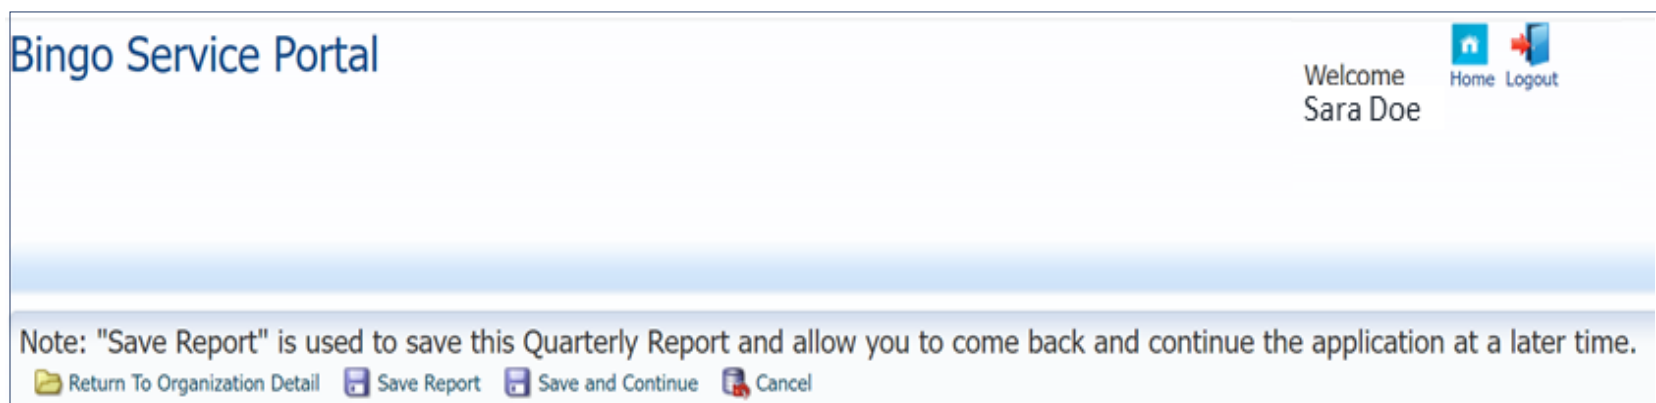 Bingo Service Portal
Welcome
Sara Doe
Home Logout
Note: "Save Report" is used to save this Quarterly Report and allow you to come back and continue the application at a later time.
Return To Organization Detail Save Report Save and Continue Cancel